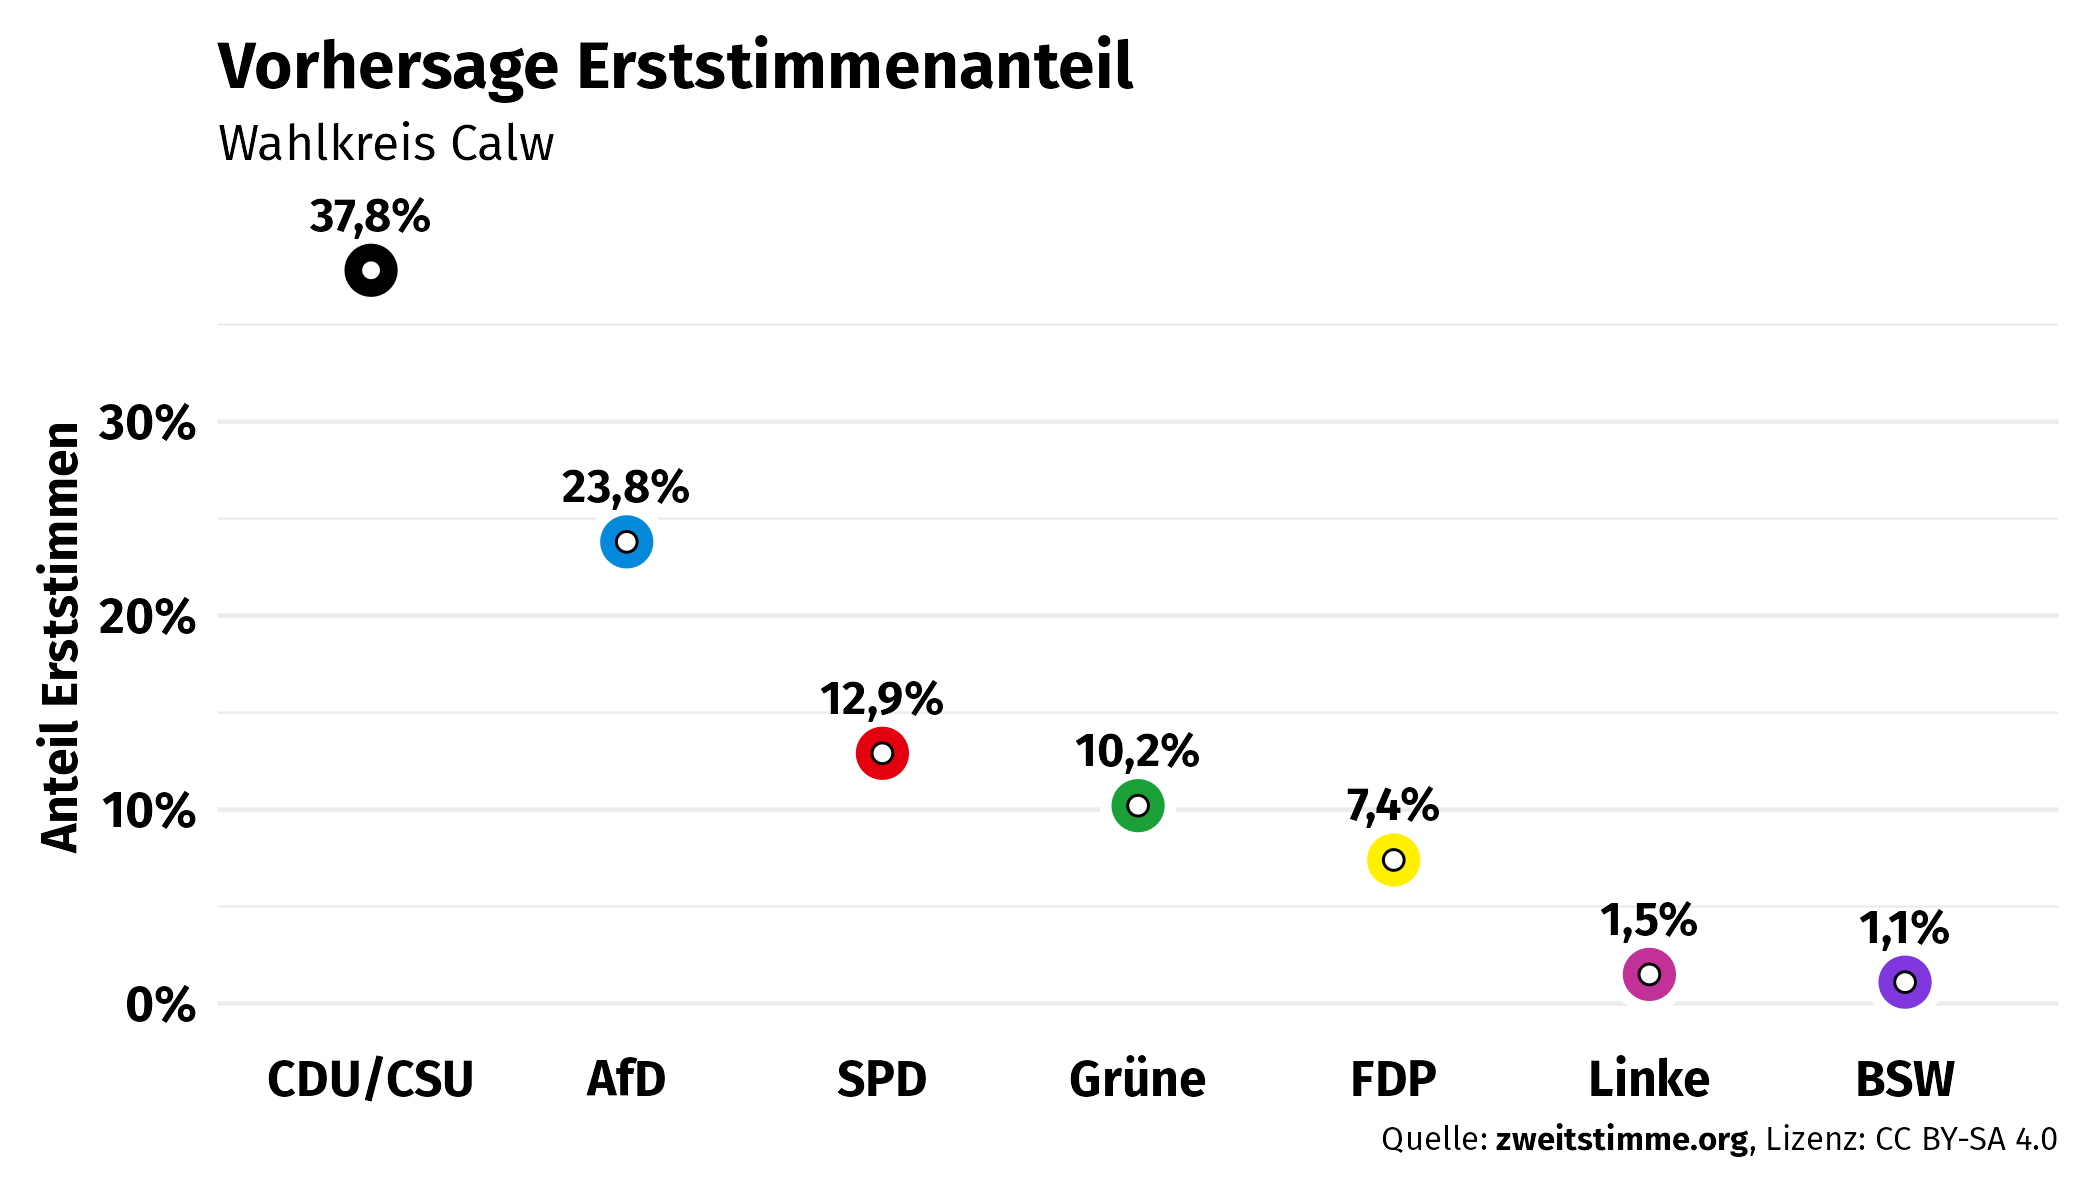 Vorhersage Erststimmenanteil
Wahlkreis Calw
Anteil Erststimmen
30%
20%
10%
0%
37,8%
23,8%
12,9%
10,2%
7,4%
1,5%
1,1%
CDU/CSU AfD SPD Grüne FDP Linke BSW
Quelle: zweitstimme.org, Lizenz: CC BY-SA 4.0